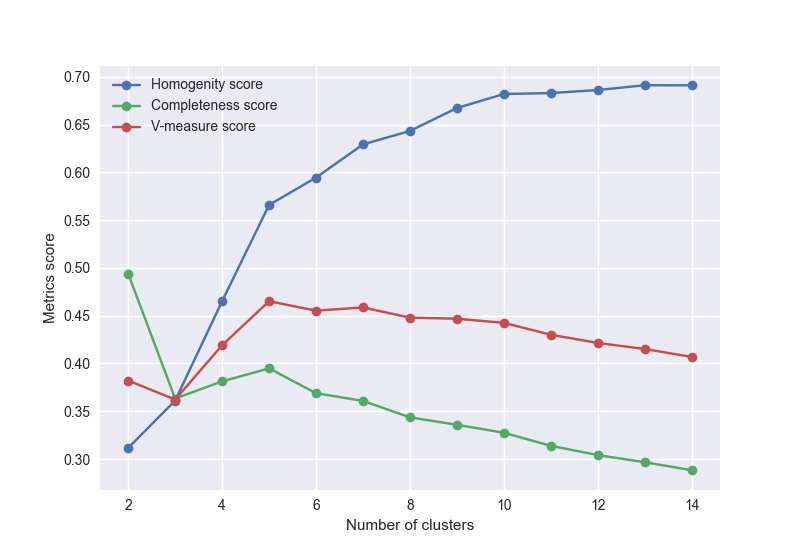 Homogenity score
Completeness score
V-measure score
0.70
0.65
0.60
0.55
0.50
0.45
0.40
0.35
0.30
Metrics score
2 4 6 8 10 12 14
Number of clusters